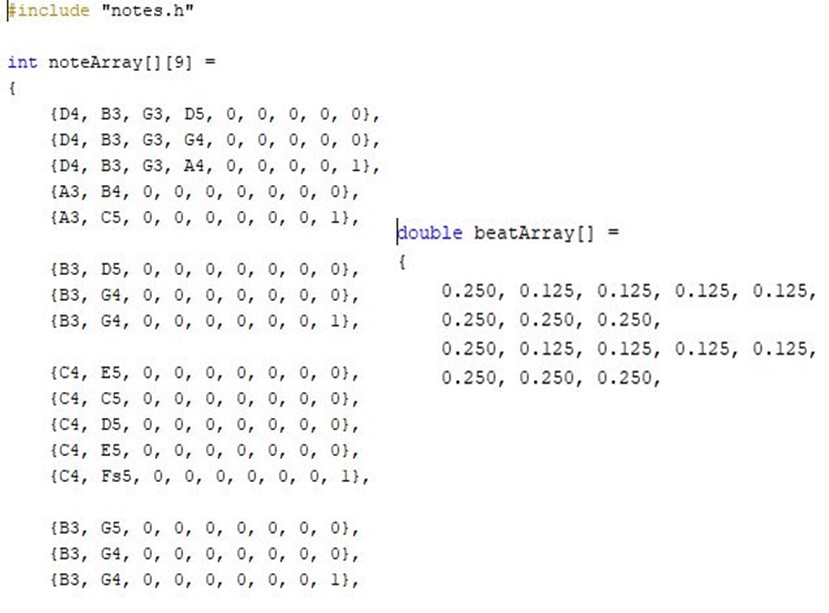 #include "notes.h"
int noteArray[][9] =
{
{D4, B3, G3, D5, 0, 0, 0, 0, 0},
{D4, B3, G3, G4, 0, 0, 0, 0, 0},
{D4, B3, G3, A4, 0, 0, 0, 0, 1},
{A3, B4, 0, 0, 0, 0, 0, 0, 0},
{A3, C5, 0, 0, 0, 0, 0, 0, 1},
{B3, D5, 0, 0, 0, 0, 0, 0, 0},
{B3, G4, 0, 0, 0, 0, 0, 0, 0},
{B3, G4, 0, 0, 0, 0, 0, 0, 1},
{C4, E5, 0, 0, 0, 0, 0, 0, 0},
{C4, C5, 0, 0, 0, 0, 0, 0, 0},
{C4, D5, 0, 0, 0, 0, 0, 0, 0},
{C4, E5, 0, 0, 0, 0, 0, 0, 0},
{C4, Fs5, 0, 0, 0, 0, 0, 0, 1},
{B3, G5, 0, 0, 0, 0, 0, 0, 0},
{B3, G4, 0, 0, 0, 0, 0, 0, 0},
{B3, G4, 0, 0, 0, 0, 0, 0, 1},
double beatArray[] =
{
0.250, 0.125, 0.125, 0.125, 0.125,
0.250, 0.250, 0.250,
0.250, 0.125, 0.125, 0.125, 0.125,
0.250, 0.250, 0.250,